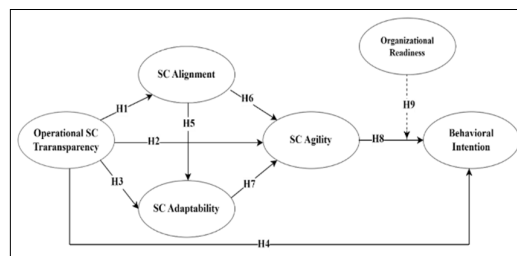 Organizational
Readiness
SC Alignment
H1
H6
H9
H5
Operational SC
Traransparency
H2
SC Agility
H8
Behavioral
Intention
H3
H7
SC Adaptability
H4